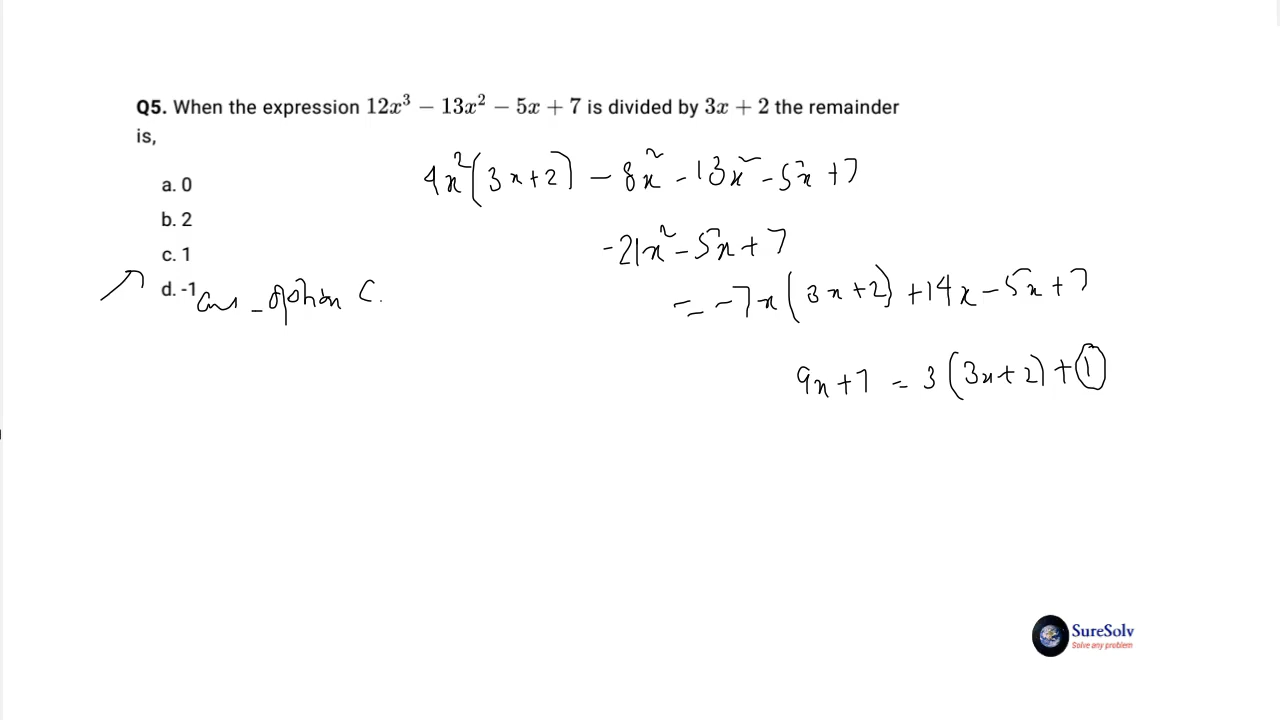 Q5. When the expression 12x³ − 13x² − 5x + 7 is divided by 3x + 2 the remainder
is,
a. 0
b. 2
c. 1
d. -1
ans - option C.
4x²(3x+2) - 8x² - 13x² - 5x + 7
-21x² - 5x + 7
= -7x(3x+2) + 14x - 5x + 7
9x+7 = 3(3x+2) + 1
SureSolv
Solve any problem